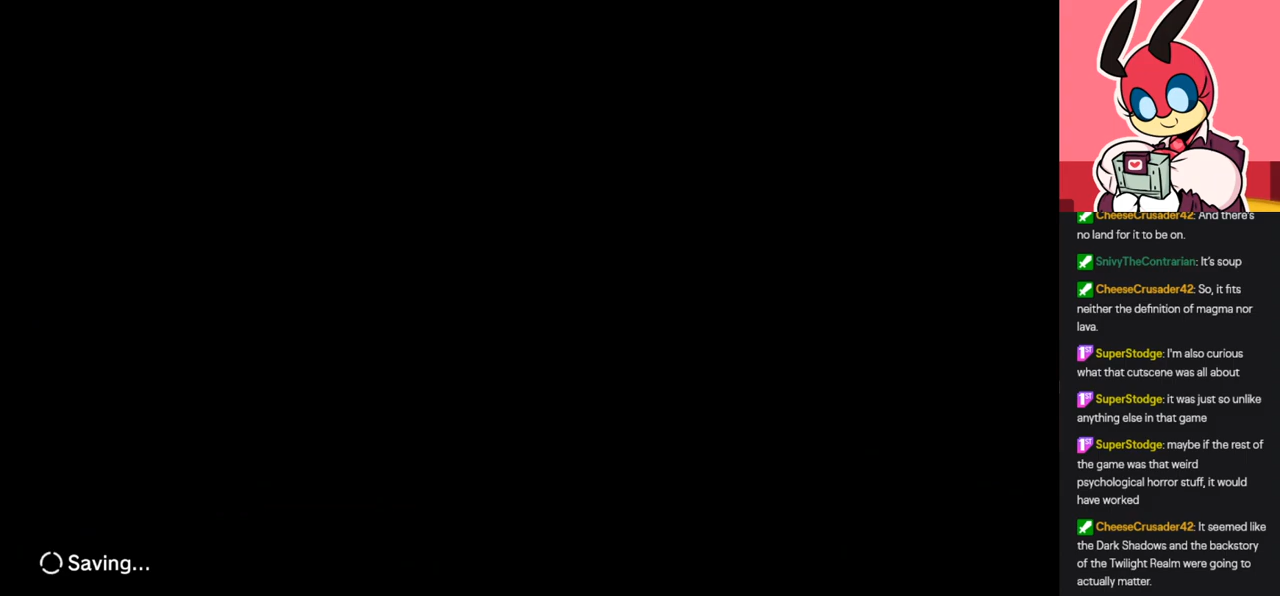 CheeseCrusader42: And there's
no land for it to be on.
SnivyTheContrarian: It's soup
CheeseCrusader42: So, it fits
neither the definition of magma nor
lava.
1ST SuperStodge: I'm also curious
what that cutscene was all about
1ST SuperStodge: it was just so unlike
anything else in that game
1ST SuperStodge: maybe if the rest of
the game was that weird
psychological horror stuff, it would
have worked
CheeseCrusader42: It seemed like
the Dark Shadows and the backstory
of the Twilight Realm were going to
actually matter.
Saving...